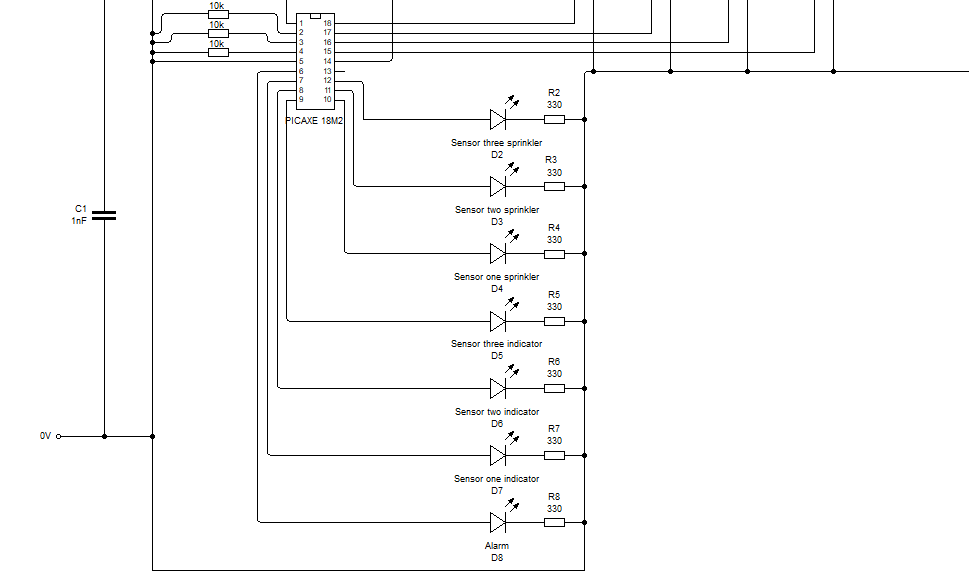 10k
10k
10k
1
2
3
4
5
6
7
8
9
18
17
16
15
14
13
12
11
10
PICAXE 18M2
R2
330
Sensor three sprinkler
D2
R3
330
Sensor two sprinkler
D3
C1
1nF
R4
330
Sensor one sprinkler
D4
R5
330
Sensor three indicator
D5
R6
330
Sensor two indicator
D6
0V
R7
330
Sensor one indicator
D7
R8
330
Alarm
D8